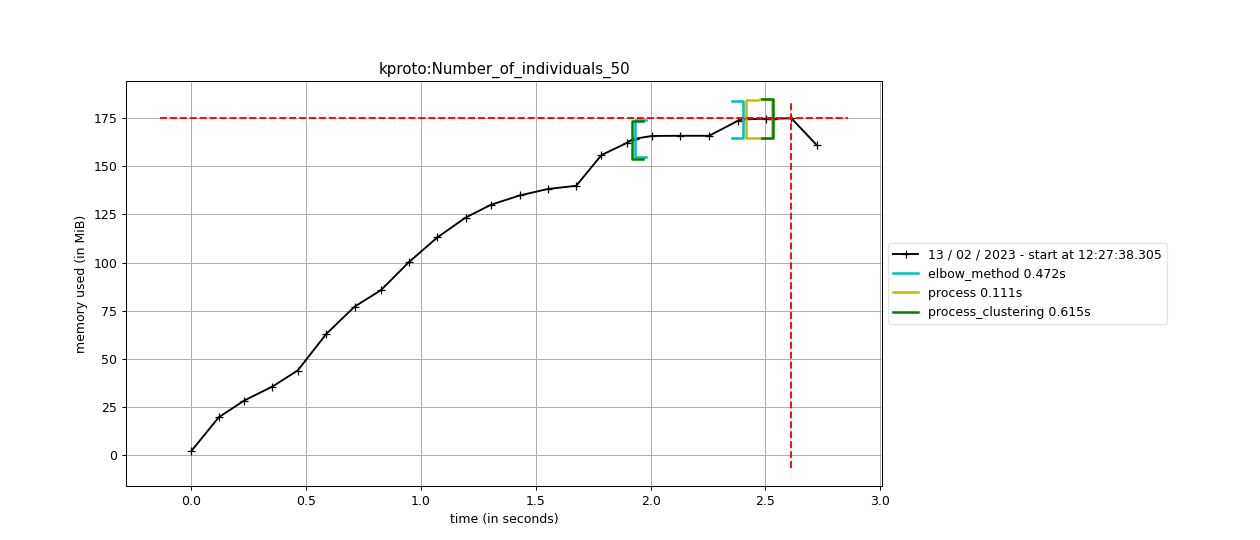 kproto:Number_of_individuals_50
memory used (in MiB)
175
150
125
100
75
50
25
0
0.0 0.5 1.0 1.5 2.0 2.5 3.0
time (in seconds)
13 / 02 / 2023 - start at 12:27:38.305
elbow_method 0.472s
process 0.111s
process_clustering 0.615s